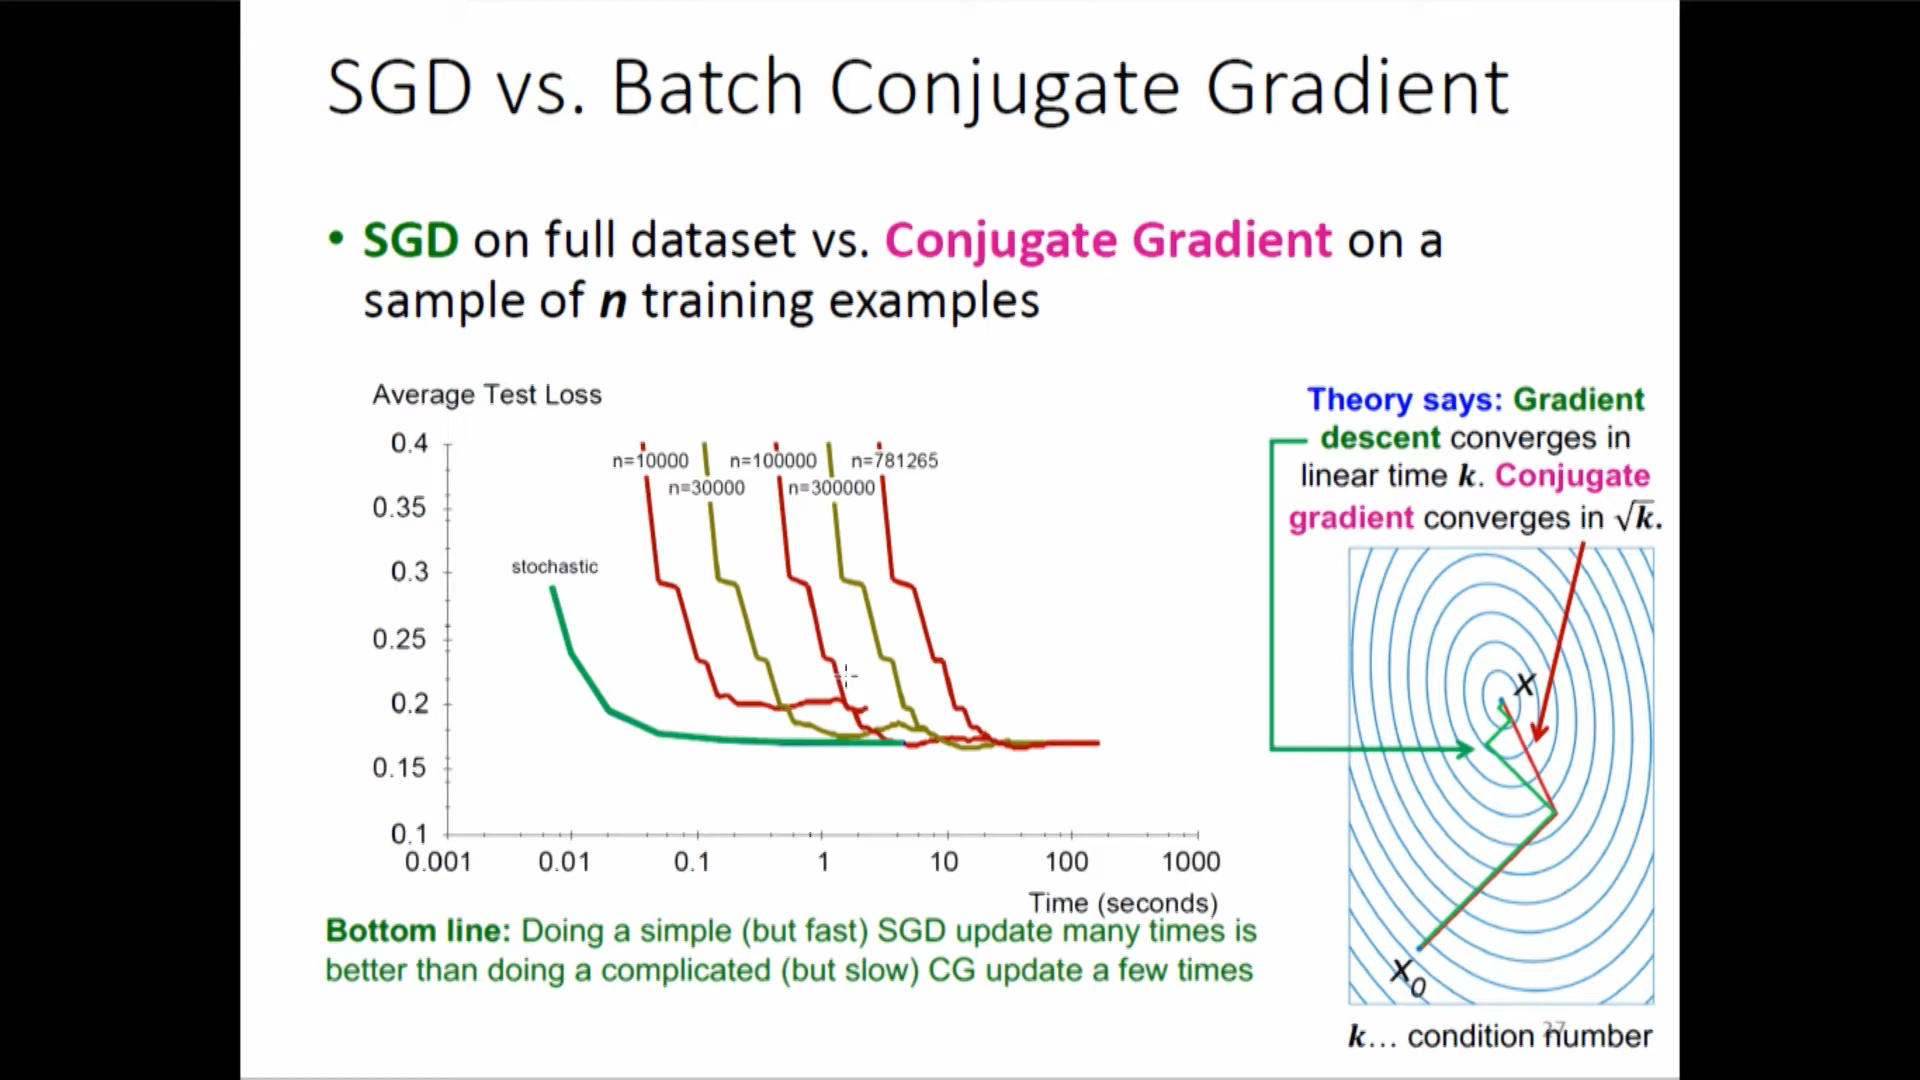 SGD vs. Batch Conjugate Gradient
• SGD on full dataset vs. Conjugate Gradient on a
sample of n training examples
Average Test Loss
0.4
0.35
0.3
0.25
0.2
0.15
0.1
n=10000
n=30000
n=100000
n=300000
n=781265
stochastic
0.001 0.01 0.1 1 10 100 1000
Time (seconds)
Bottom line: Doing a simple (but fast) SGD update many times is
better than doing a complicated (but slow) CG update a few times
Theory says: Gradient
descent converges in
linear time k. Conjugate
gradient converges in √k.
x
x₀
27
k… condition number